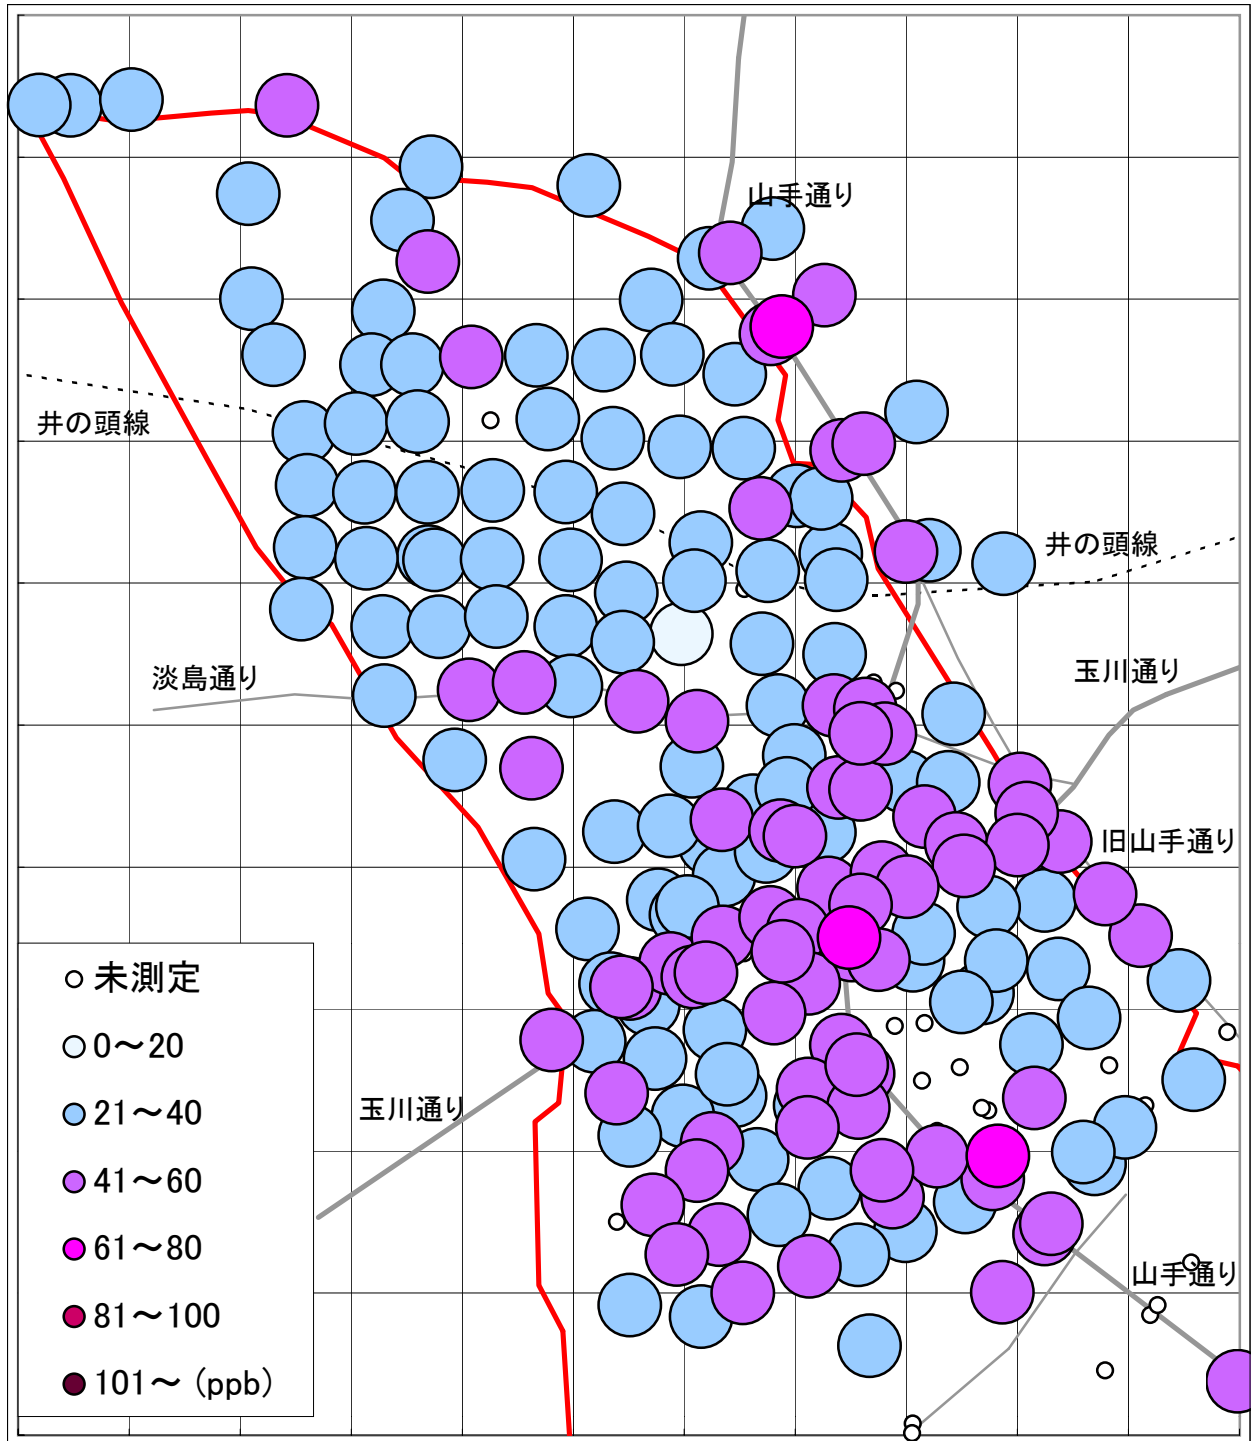 山手通り
井の頭線
井の頭線
淡島通り
玉川通り
旧山手通り
未測定
0～20
21～40
玉川通り
41～60
61～80
山手通り
81～100
101～ (ppb)